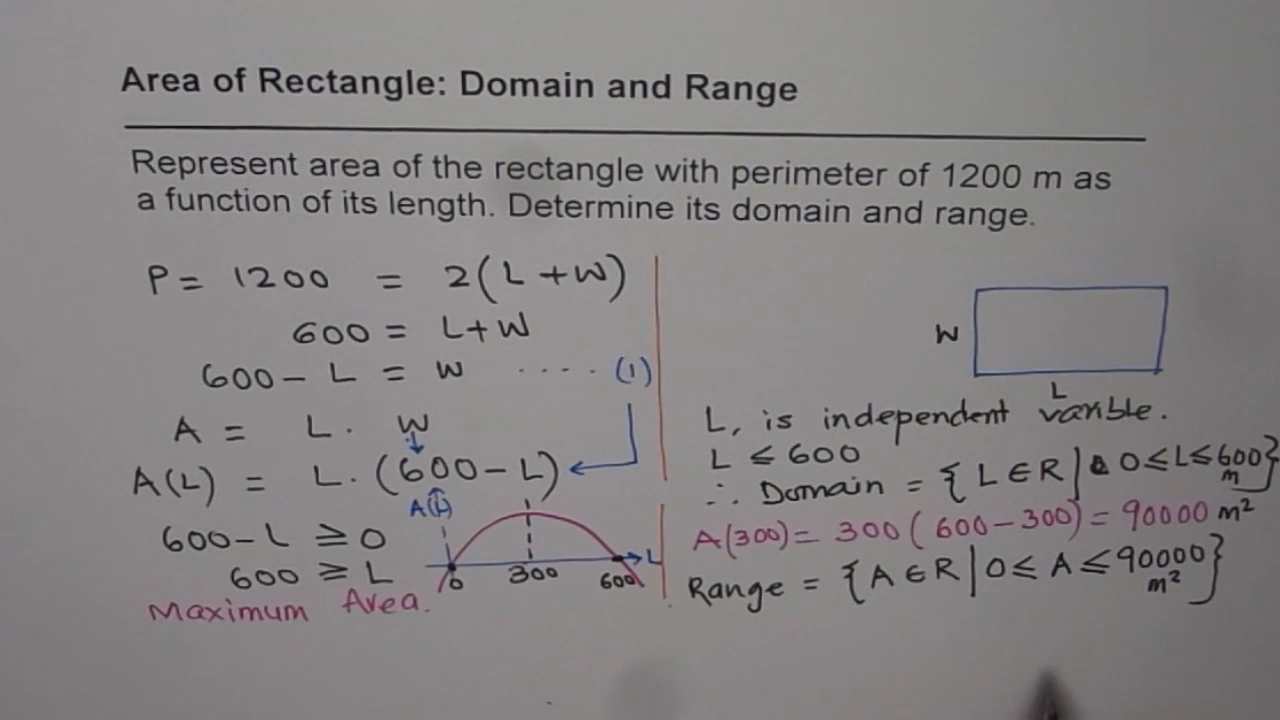 Area of Rectangle: Domain and Range
Represent area of the rectangle with perimeter of 1200 m as
a function of its length. Determine its domain and range.
P = 1200 = 2(L+W)
600 = L+W
600 - L = W .... (1)
A = L. W
A(L) = L. (600 - L)
600 - L ≥ 0
600 ≥ L
Maximum Area.
A(L)
L
0 300 600
W
L
L, is independent varible.
L ≤ 600
∴ Domain = {L∈R | 0≤L≤600}
m
A(300) = 300(600-300) = 90000 m²
Range = {A∈R | 0≤A≤90000}
m²